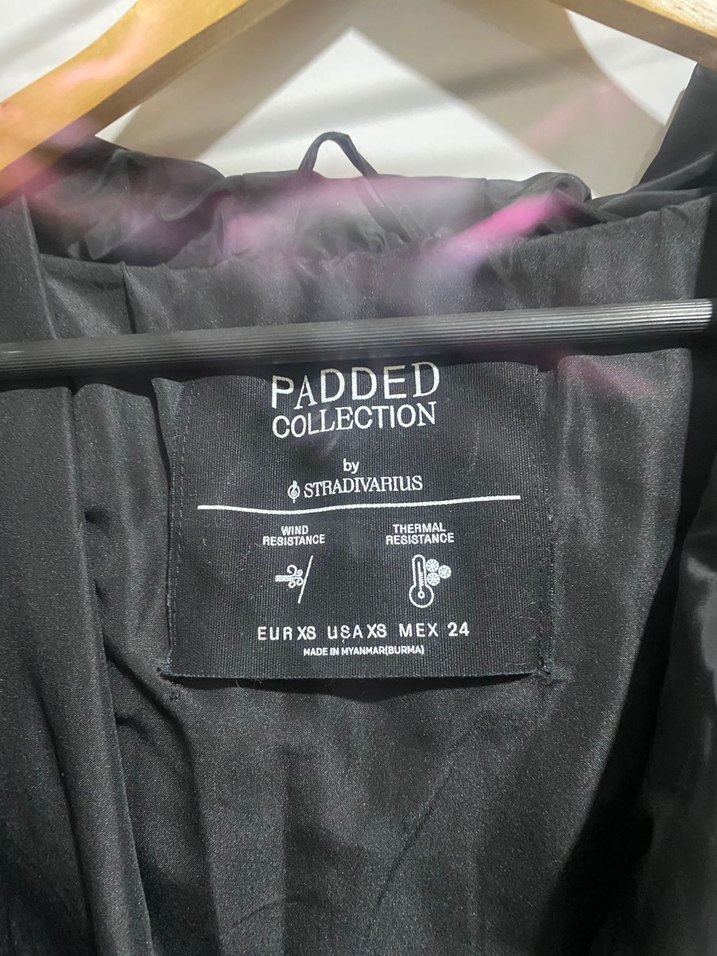 PADDED
COLLECTION
by
STRADIVARIUS
WIND
RESISTANCE
THERMAL
RESISTANCE
EUR XS USA XS MEX 24
MADE IN MYANMAR(BURMA)